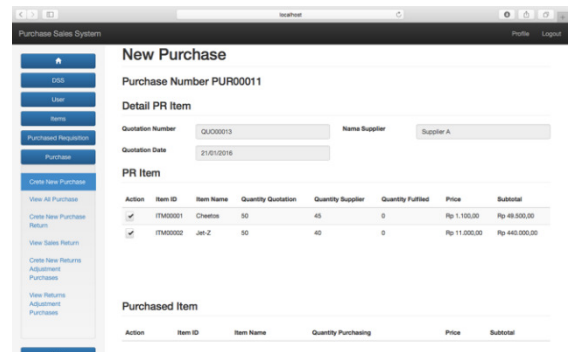 localhost
Purchase Sales System Profile Logout
New Purchase
DSS
User
Items
Purchased Requisition
Purchase
Crete New Purchase
View All Purchase
Crete New Purchase
Return
View Sales Return
Crete New Returns
Adjustment
Purchases
View Returns
Adjustment
Purchases
Purchase Number PUR00011
Detail PR Item
Quotation Number QUO00013 Name Supplier Supplier A
Quotation Date 21/01/2016
PR Item
Action Item ID Item Name Quantity Quotation Quantity Supplier Quantity Fulfiled Price Subtotal
ITM00001 Cheetos 50 45 0 Rp 1.100,00 Rp 49.500,00
ITM00002 Jet-Z 50 40 0 Rp 11.000,00 Rp 440.000,00
Purchased Item
Action Item ID Item Name Quantity Purchasing Price Subtotal